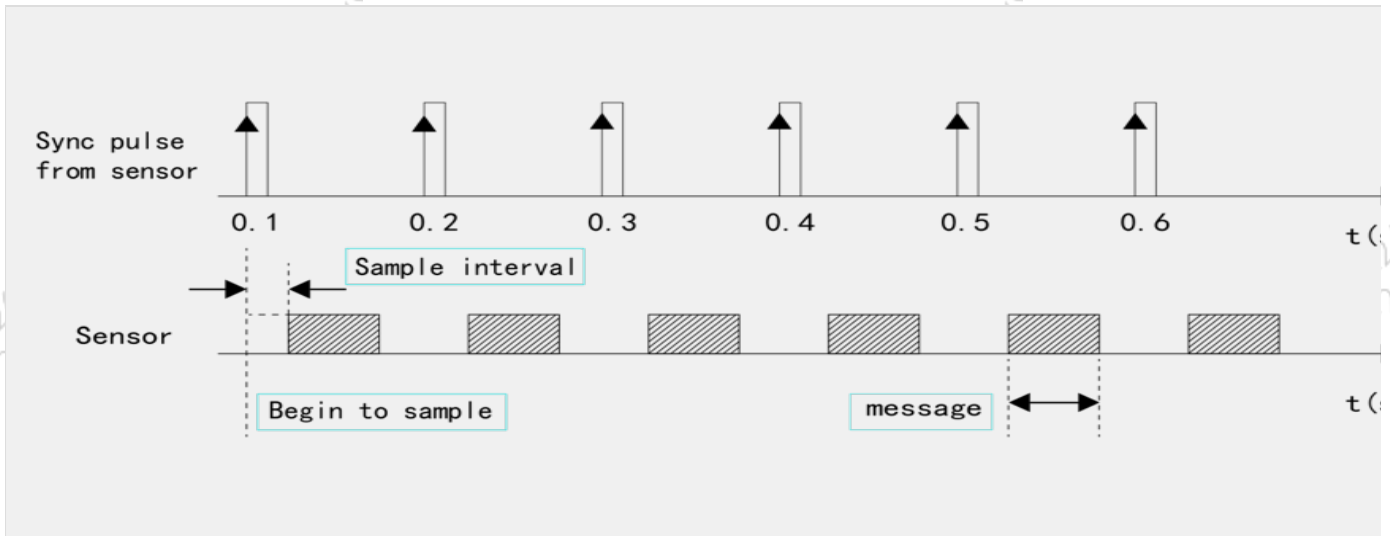 Sync pulse
from sensor
0.1 0.2 0.3 0.4 0.5 0.6
t(
Sample interval
Sensor
Begin to sample
message
t(